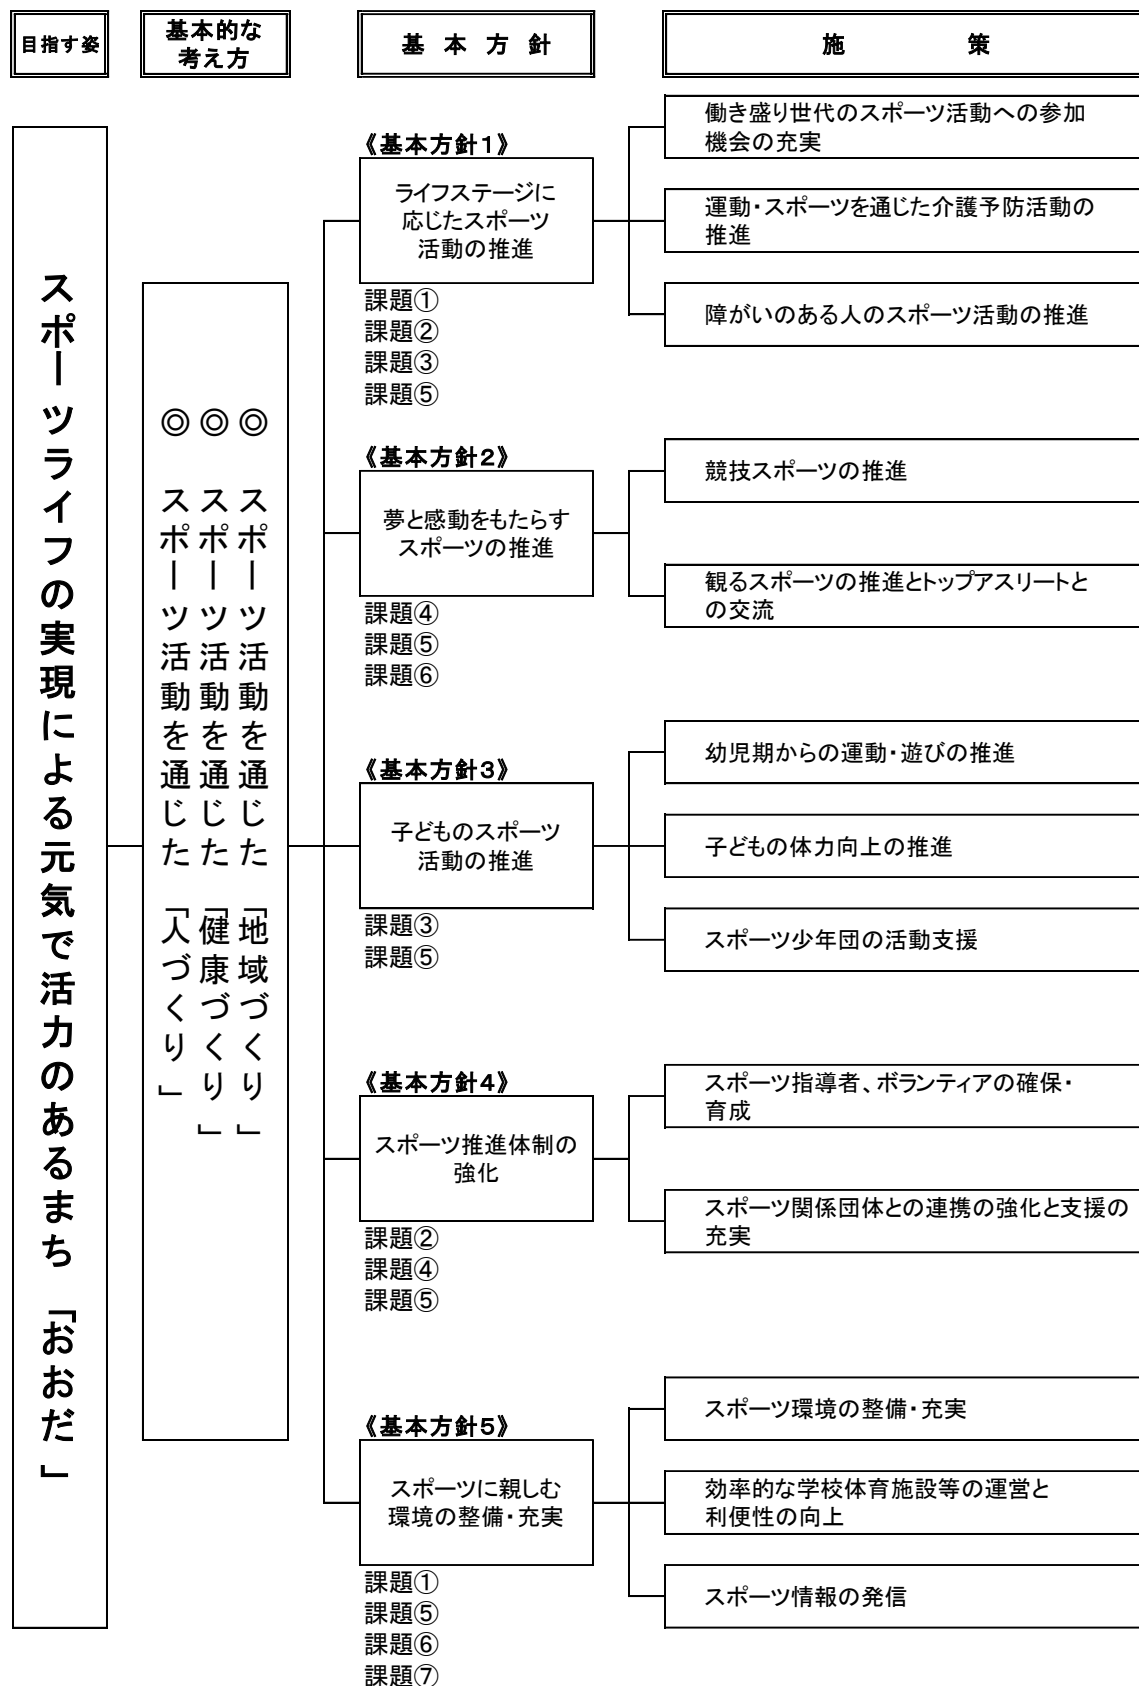 目指す姿
基本的な
考え方
基本方針
施策
スポーツライフの実現による元気で活力のあるまち「おおだ」
◎ スポーツ活動を通じた「地域づくり」
◎ スポーツ活動を通じた「健康づくり」
◎ スポーツ活動を通じた「人づくり」
《基本方針1》
ライフステージに
応じたスポーツ
活動の推進
課題①
課題②
課題③
課題⑤
働き盛り世代のスポーツ活動への参加
機会の充実
運動・スポーツを通じた介護予防活動の
推進
障がいのある人のスポーツ活動の推進
《基本方針2》
夢と感動をもたらす
スポーツの推進
課題④
課題⑤
課題⑥
競技スポーツの推進
観るスポーツの推進とトップアスリートと
の交流
《基本方針3》
子どものスポーツ
活動の推進
課題③
課題⑤
幼児期からの運動・遊びの推進
子どもの体力向上の推進
スポーツ少年団の活動支援
《基本方針4》
スポーツ推進体制の
強化
課題②
課題④
課題⑤
スポーツ指導者、ボランティアの確保・
育成
スポーツ関係団体との連携の強化と支援の
充実
《基本方針5》
スポーツに親しむ
環境の整備・充実
課題①
課題⑤
課題⑥
課題⑦
スポーツ環境の整備・充実
効率的な学校体育施設等の運営と
利便性の向上
スポーツ情報の発信